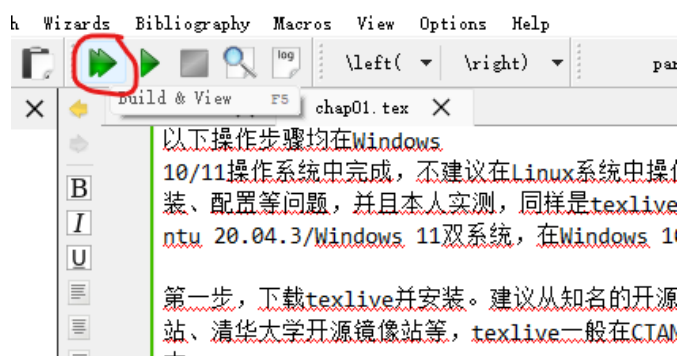 h Wizards Bibliography Macros View Options Help
log \left( \right) par
Build & View F5 chap01.tex
B
I
U
以下操作步骤均在Windows
10/11操作系统中完成，不建议在Linux系统中操作
装、配置等问题，并且本人实测，同样是texlive
ntu 20.04.3/Windows 11双系统，在Windows 10
第一步，下载texlive并安装。建议从知名的开源
站、清华大学开源镜像站等，texlive一般在CTAN